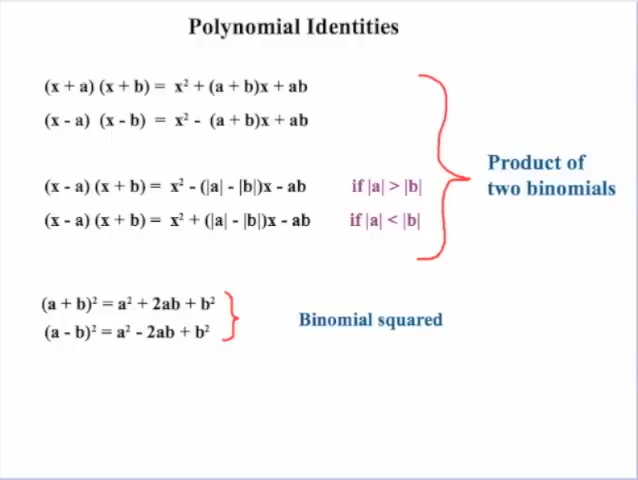 Polynomial Identities
(x + a) (x + b) = x² + (a + b)x + ab
(x - a) (x - b) = x² - (a + b)x + ab
(x - a) (x + b) = x² - (|a| - |b|)x - ab if |a| > |b|
(x - a) (x + b) = x² + (|a| - |b|)x - ab if |a| < |b|
Product of
two binomials
(a + b)² = a² + 2ab + b²
(a - b)² = a² - 2ab + b²
Binomial squared